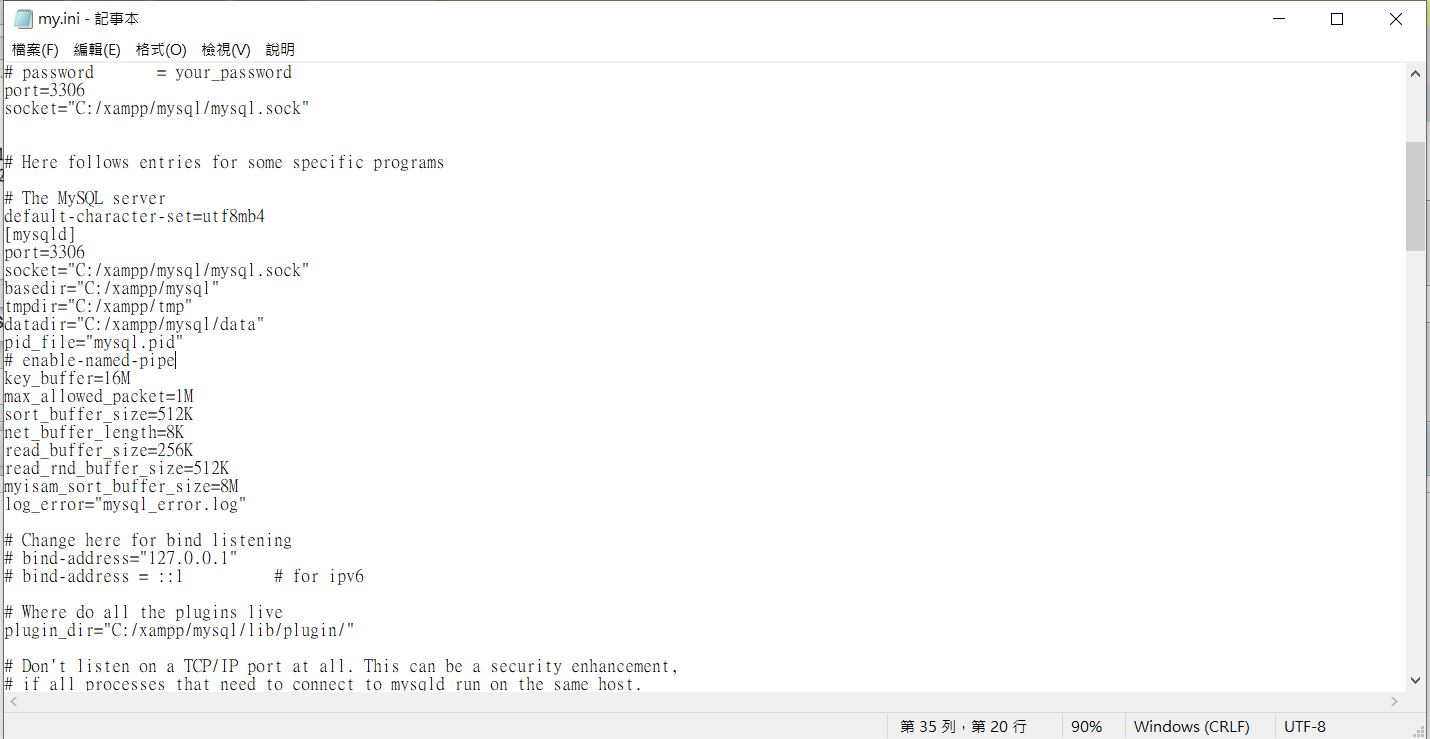 my.ini - 記事本
檔案(F) 編輯(E) 格式(O) 檢視(V) 說明
# password = your_password
port=3306
socket="C:/xampp/mysql/mysql.sock"
# Here follows entries for some specific programs
# The MySQL server
default-character-set=utf8mb4
[mysqld]
port=3306
socket="C:/xampp/mysql/mysql.sock"
basedir="C:/xampp/mysql"
tmpdir="C:/xampp/tmp"
datadir="C:/xampp/mysql/data"
pid_file="mysql.pid"
# enable-named-pipe
key_buffer=16M
max_allowed_packet=1M
sort_buffer_size=512K
net_buffer_length=8K
read_buffer_size=256K
read_rnd_buffer_size=512K
myisam_sort_buffer_size=8M
log_error="mysql_error.log"
# Change here for bind listening
# bind-address="127.0.0.1"
# bind-address = ::1 # for ipv6
# Where do all the plugins live
plugin_dir="C:/xampp/mysql/lib/plugin/"
# Don't listen on a TCP/IP port at all. This can be a security enhancement,
# if all processes that need to connect to mysqld run on the same host.
第 35 列，第 20 行 90% Windows (CRLF) UTF-8